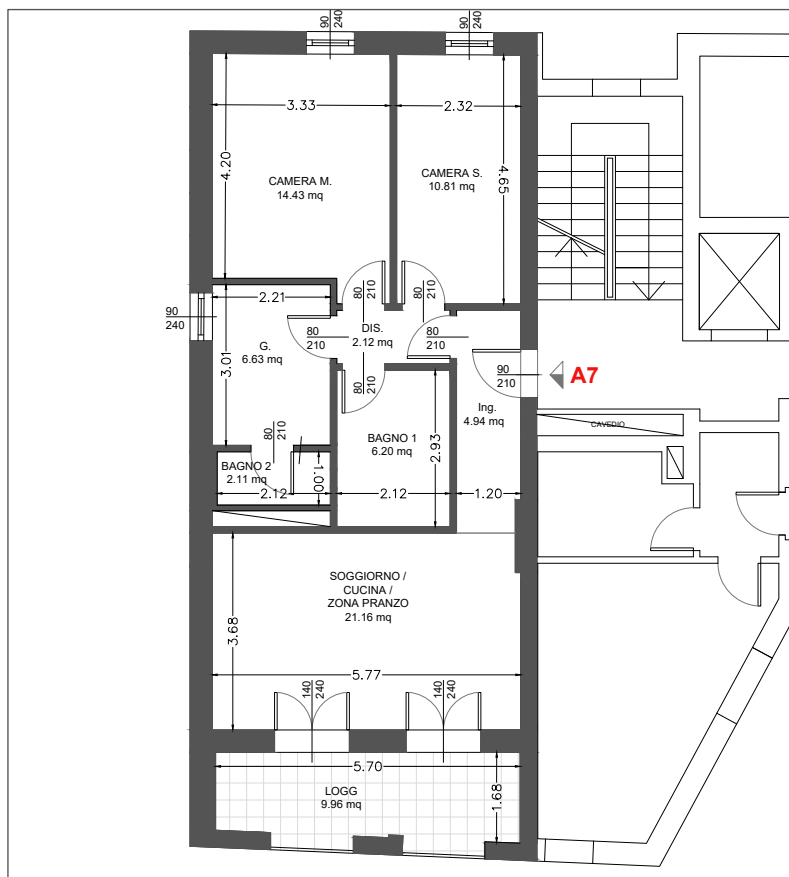 90
240
90
240
3.33
2.32
4.20
4.65
CAMERA M.
14.43 mq
CAMERA S.
10.81 mq
2.21
80
210
80
210
90
240
3.01
G.
6.63 mq
80
210
DIS.
2.12 mq
80
210
90
210
A7
80
210
Ing.
4.94 mq
CAVEDIO
80
210
BAGNO 1
6.20 mq
2.93
BAGNO 2
2.11 mq
1.00
2.12
2.12
1.20
SOGGIORNO /
CUCINA /
ZONA PRANZO
21.16 mq
3.68
5.77
140
240
140
240
5.70
LOGG
9.96 mq
1.68